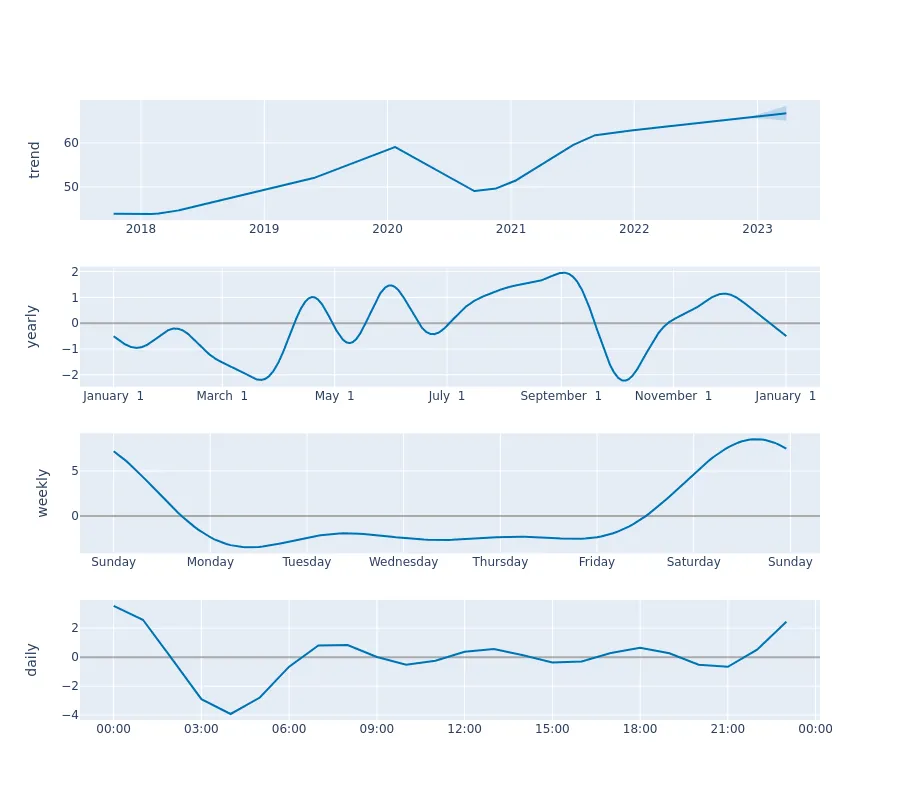 trend
60
50
2018 2019 2020 2021 2022 2023
yearly
2
1
0
−1
−2
January 1 March 1 May 1 July 1 September 1 November 1 January 1
weekly
5
0
Sunday Monday Tuesday Wednesday Thursday Friday Saturday Sunday
daily
2
0
−2
−4
00:00 03:00 06:00 09:00 12:00 15:00 18:00 21:00 00:00